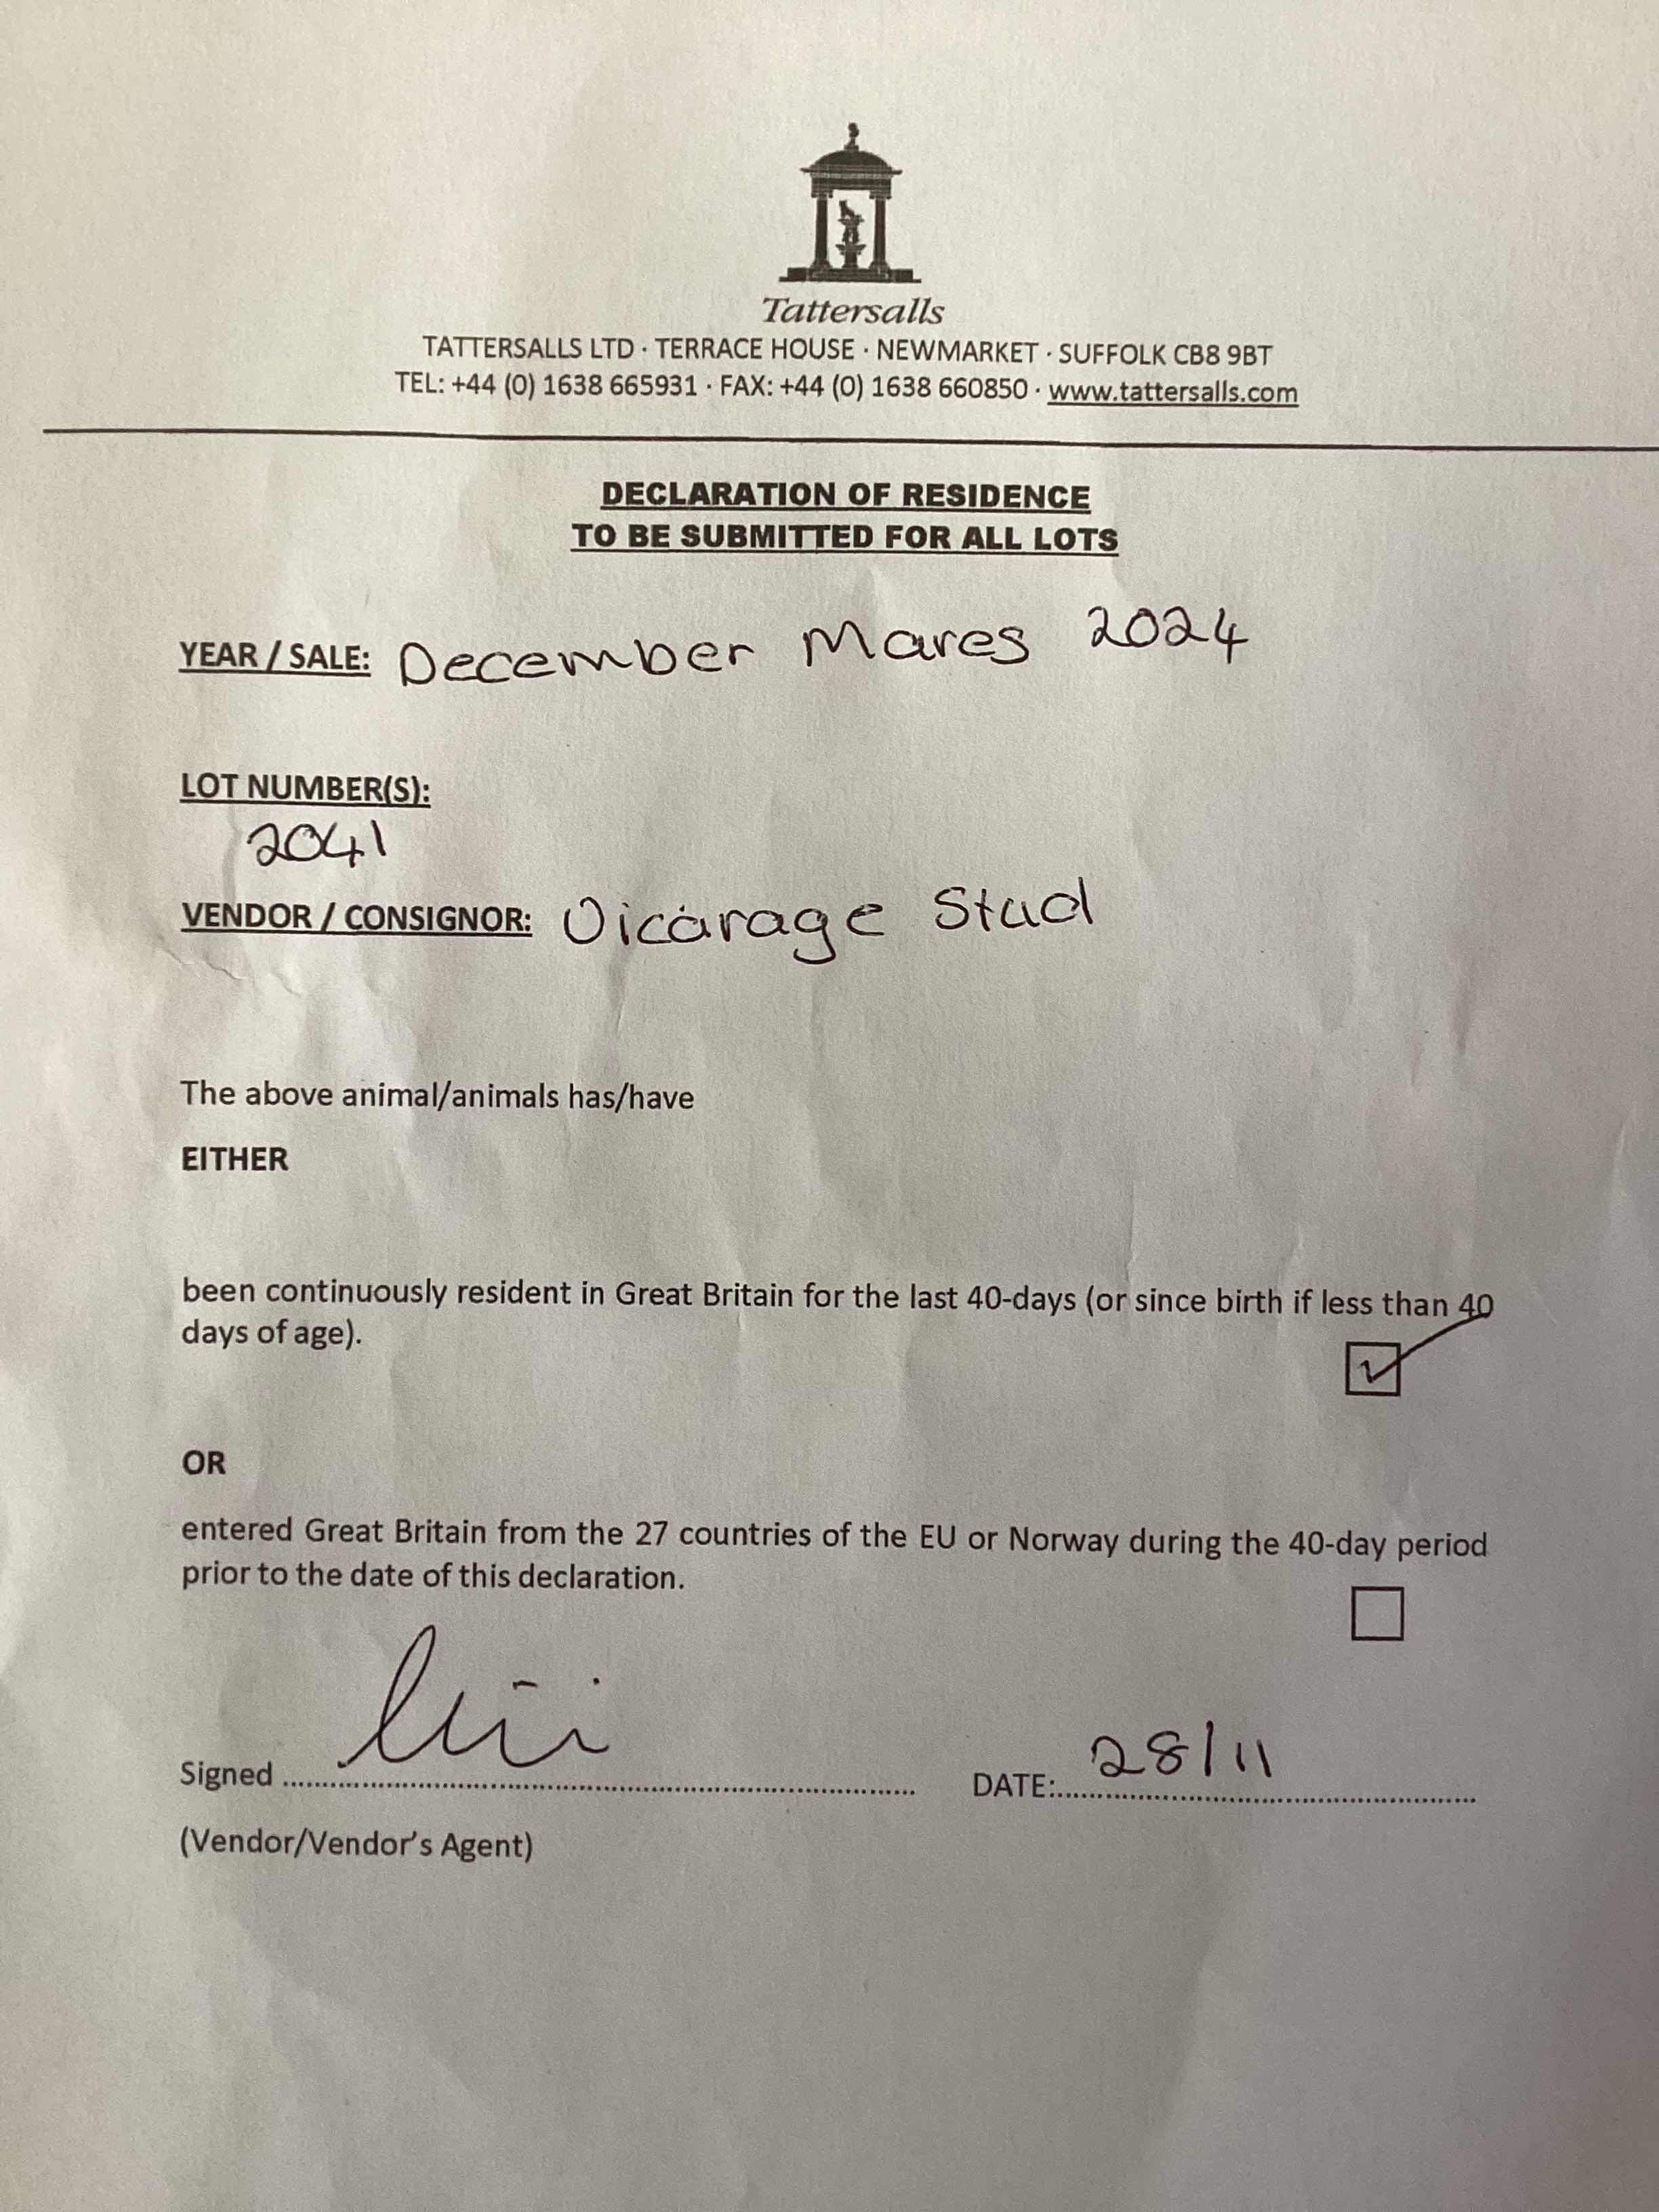 Tattersalls
TATTERSALLS LTD · TERRACE HOUSE · NEWMARKET · SUFFOLK CB8 9BT
TEL: +44 (0) 1638 665931 · FAX: +44 (0) 1638 660850 · www.tattersalls.com
DECLARATION OF RESIDENCE
TO BE SUBMITTED FOR ALL LOTS
YEAR / SALE: December Mares 2024
LOT NUMBER(S):
2041
VENDOR / CONSIGNOR: Vicarage Stud
The above animal/animals has/have
EITHER
been continuously resident in Great Britain for the last 40-days (or since birth if less than 40
days of age).
OR
entered Great Britain from the 27 countries of the EU or Norway during the 40-day period
prior to the date of this declaration.
Signed
DATE: 28/11
(Vendor/Vendor's Agent)